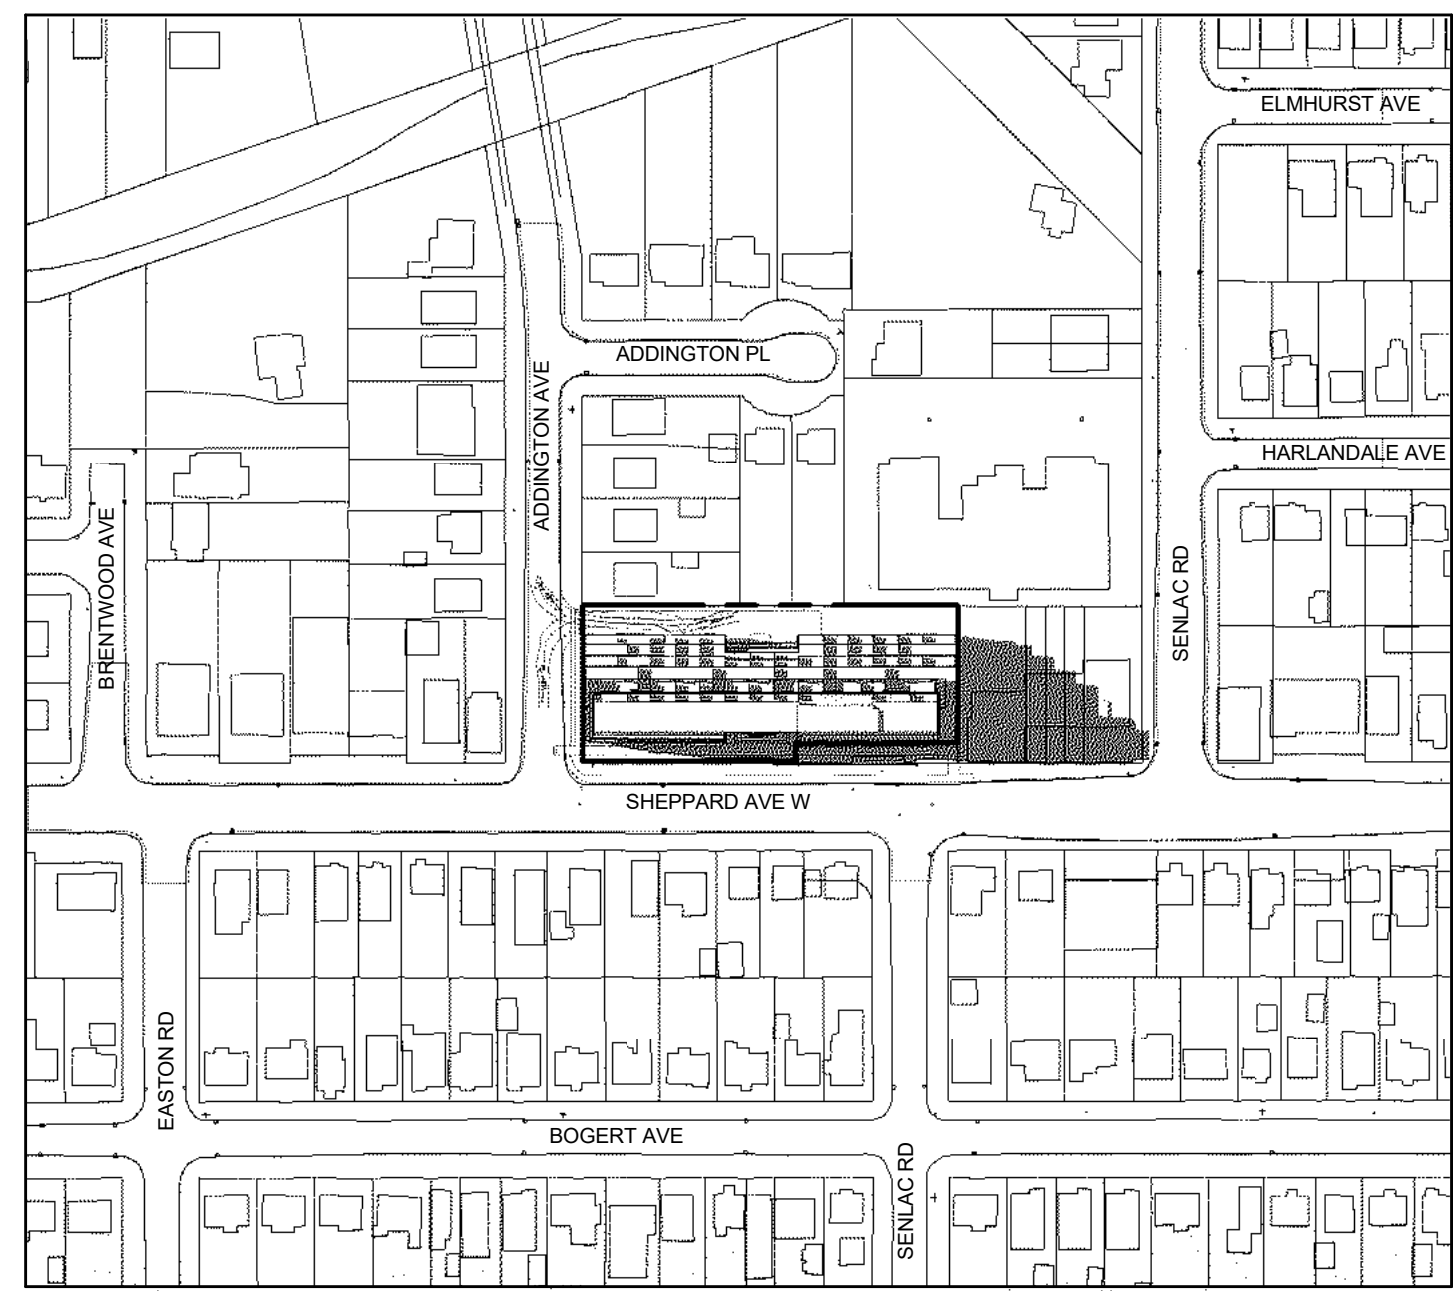 ELMHURST AVE
ADDINGTON PL
ADDINGTON AVE
HARLANDALE AVE
BRENTWOOD AVE
SENLAC RD
SHEPPARD AVE W
EASTON RD
BOGERT AVE
SENLAC RD